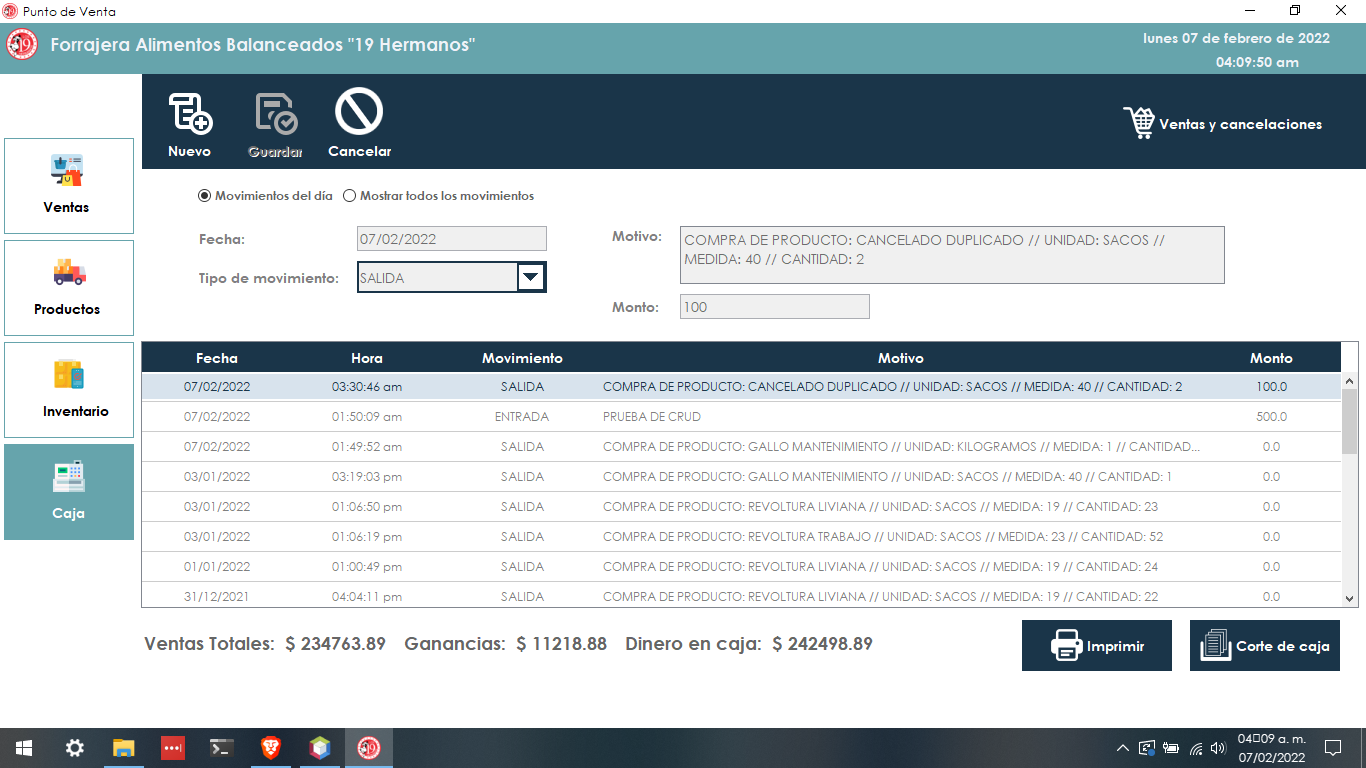 Punto de Venta
19 Forrajera Alimentos Balanceados "19 Hermanos"
lunes 07 de febrero de 2022
04:09:50 am
Nuevo Guardar Cancelar
Ventas y cancelaciones
Ventas
Productos
Inventario
Caja
Movimientos del día Mostrar todos los movimientos
Fecha: 07/02/2022
Tipo de movimiento: SALIDA
Motivo: COMPRA DE PRODUCTO: CANCELADO DUPLICADO // UNIDAD: SACOS //
MEDIDA: 40 // CANTIDAD: 2
Monto: 100
Fecha Hora Movimiento Motivo Monto
07/02/2022 03:30:46 am SALIDA COMPRA DE PRODUCTO: CANCELADO DUPLICADO // UNIDAD: SACOS // MEDIDA: 40 // CANTIDAD: 2 100.0
07/02/2022 01:50:09 am ENTRADA PRUEBA DE CRUD 500.0
07/02/2022 01:49:52 am SALIDA COMPRA DE PRODUCTO: GALLO MANTENIMIENTO // UNIDAD: KILOGRAMOS // MEDIDA: 1 // CANTIDAD... 0.0
03/01/2022 03:19:03 pm SALIDA COMPRA DE PRODUCTO: GALLO MANTENIMIENTO // UNIDAD: SACOS // MEDIDA: 40 // CANTIDAD: 1 0.0
03/01/2022 01:06:50 pm SALIDA COMPRA DE PRODUCTO: REVOLTURA LIVIANA // UNIDAD: SACOS // MEDIDA: 19 // CANTIDAD: 23 0.0
03/01/2022 01:06:19 pm SALIDA COMPRA DE PRODUCTO: REVOLTURA TRABAJO // UNIDAD: SACOS // MEDIDA: 23 // CANTIDAD: 52 0.0
01/01/2022 01:00:49 pm SALIDA COMPRA DE PRODUCTO: REVOLTURA LIVIANA // UNIDAD: SACOS // MEDIDA: 19 // CANTIDAD: 24 0.0
31/12/2021 04:04:11 pm SALIDA COMPRA DE PRODUCTO: REVOLTURA LIVIANA // UNIDAD: SACOS // MEDIDA: 19 // CANTIDAD: 22 0.0
Ventas Totales: $ 234763.89 Ganancias: $ 11218.88 Dinero en caja: $ 242498.89
Imprimir
Corte de caja
19
04□09 a. m.
07/02/2022